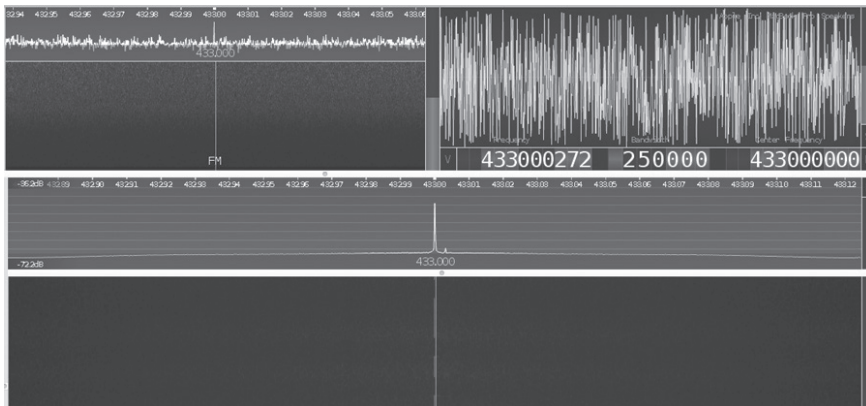 32.94 432.95 432.96 432.97 432.98 432.99 433.00 433.01 433.02 433.03 433.04 433.05 433.06
433.000
FM
Frequency Bandwidth Center Frequency
V 433000272 250000 433000000
-36.2dB 432.89 432.90 432.91 432.92 432.93 432.94 432.95 432.96 432.97 432.98 432.99 433.00 433.01 433.02 433.03 433.04 433.05 433.06 433.07 433.08 433.09 433.10 433.11 433.12
-72.2dB
433.000